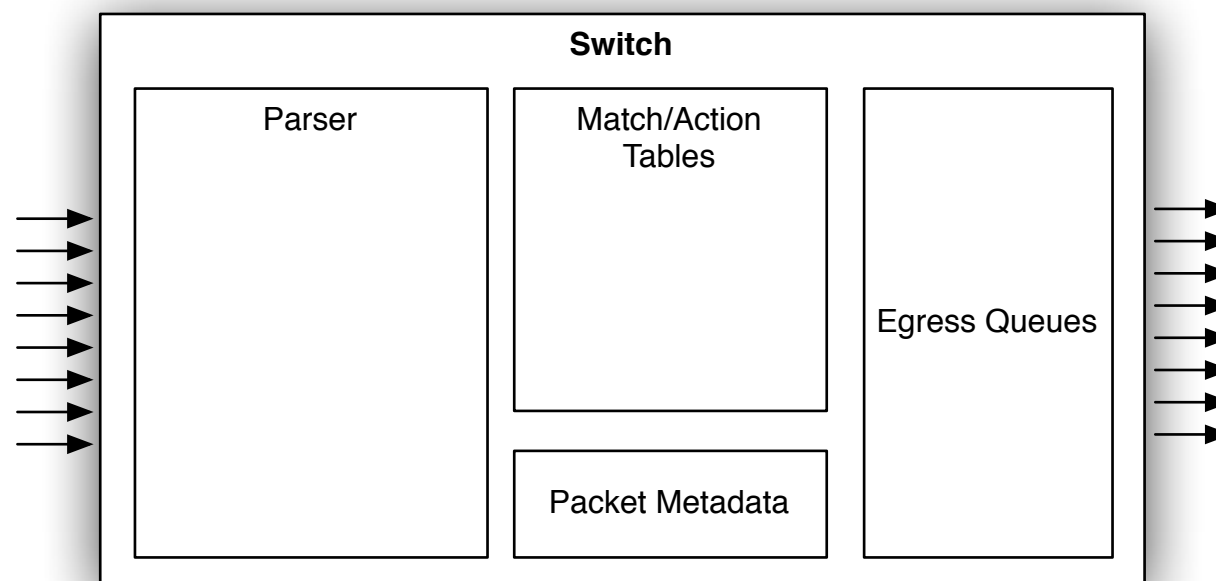 Switch
Parser
Match/Action
Tables
Egress Queues
Packet Metadata